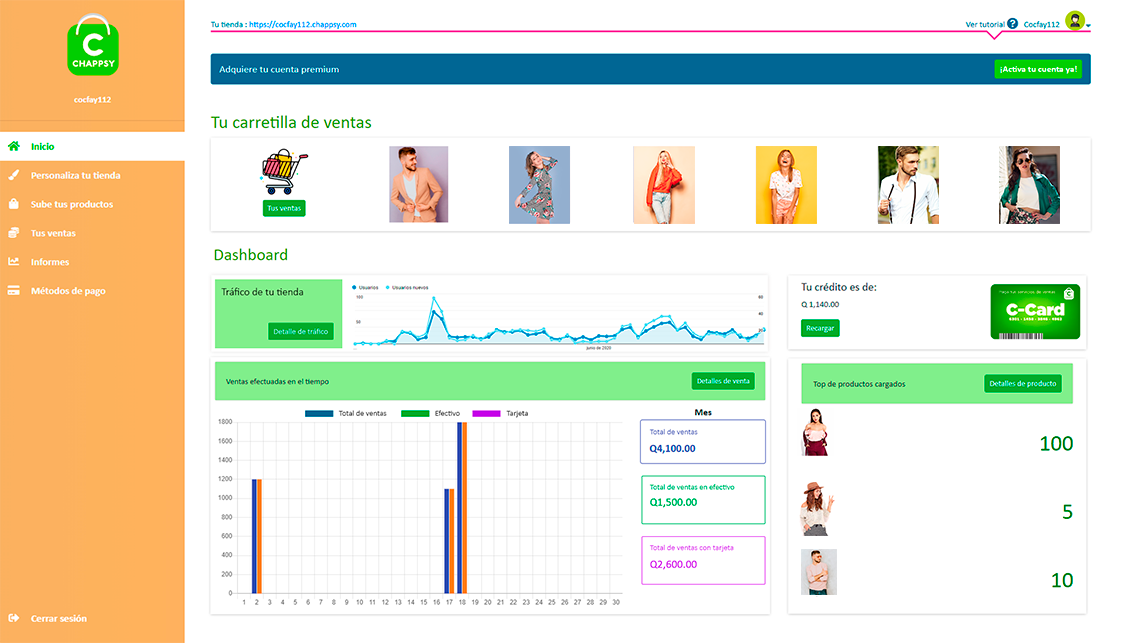 C
CHAPPSY
cocfay112
Inicio
Personaliza tu tienda
Sube tus productos
Tus ventas
Informes
Métodos de pago
Cerrar sesión
Tu tienda : https://cocfay112.chappsy.com
Ver tutorial ? Cocfay112
Adquiere tu cuenta premium
¡Activa tu cuenta ya!
Tu carretilla de ventas
Tus ventas
Dashboard
Tráfico de tu tienda
Detalle de tráfico
Usuarios Usuarios nuevos
100
50
60
40
20
junio de 2020
Tu crédito es de:
Q 1,140.00
Recargar
C-Card
Ventas efectuadas en el tiempo
Detalles de venta
Total de ventas Efectivo Tarjeta
1800
1600
1400
1200
1000
800
600
400
200
0
1 2 3 4 5 6 7 8 9 10 11 12 13 14 15 16 17 18 19 20 21 22 23 24 25 26 27 28 29 30
Mes
Total de ventas
Q4,100.00
Total de ventas en efectivo
Q1,500.00
Total de ventas con tarjeta
Q2,600.00
Top de productos cargados
Detalles de producto
100
5
10